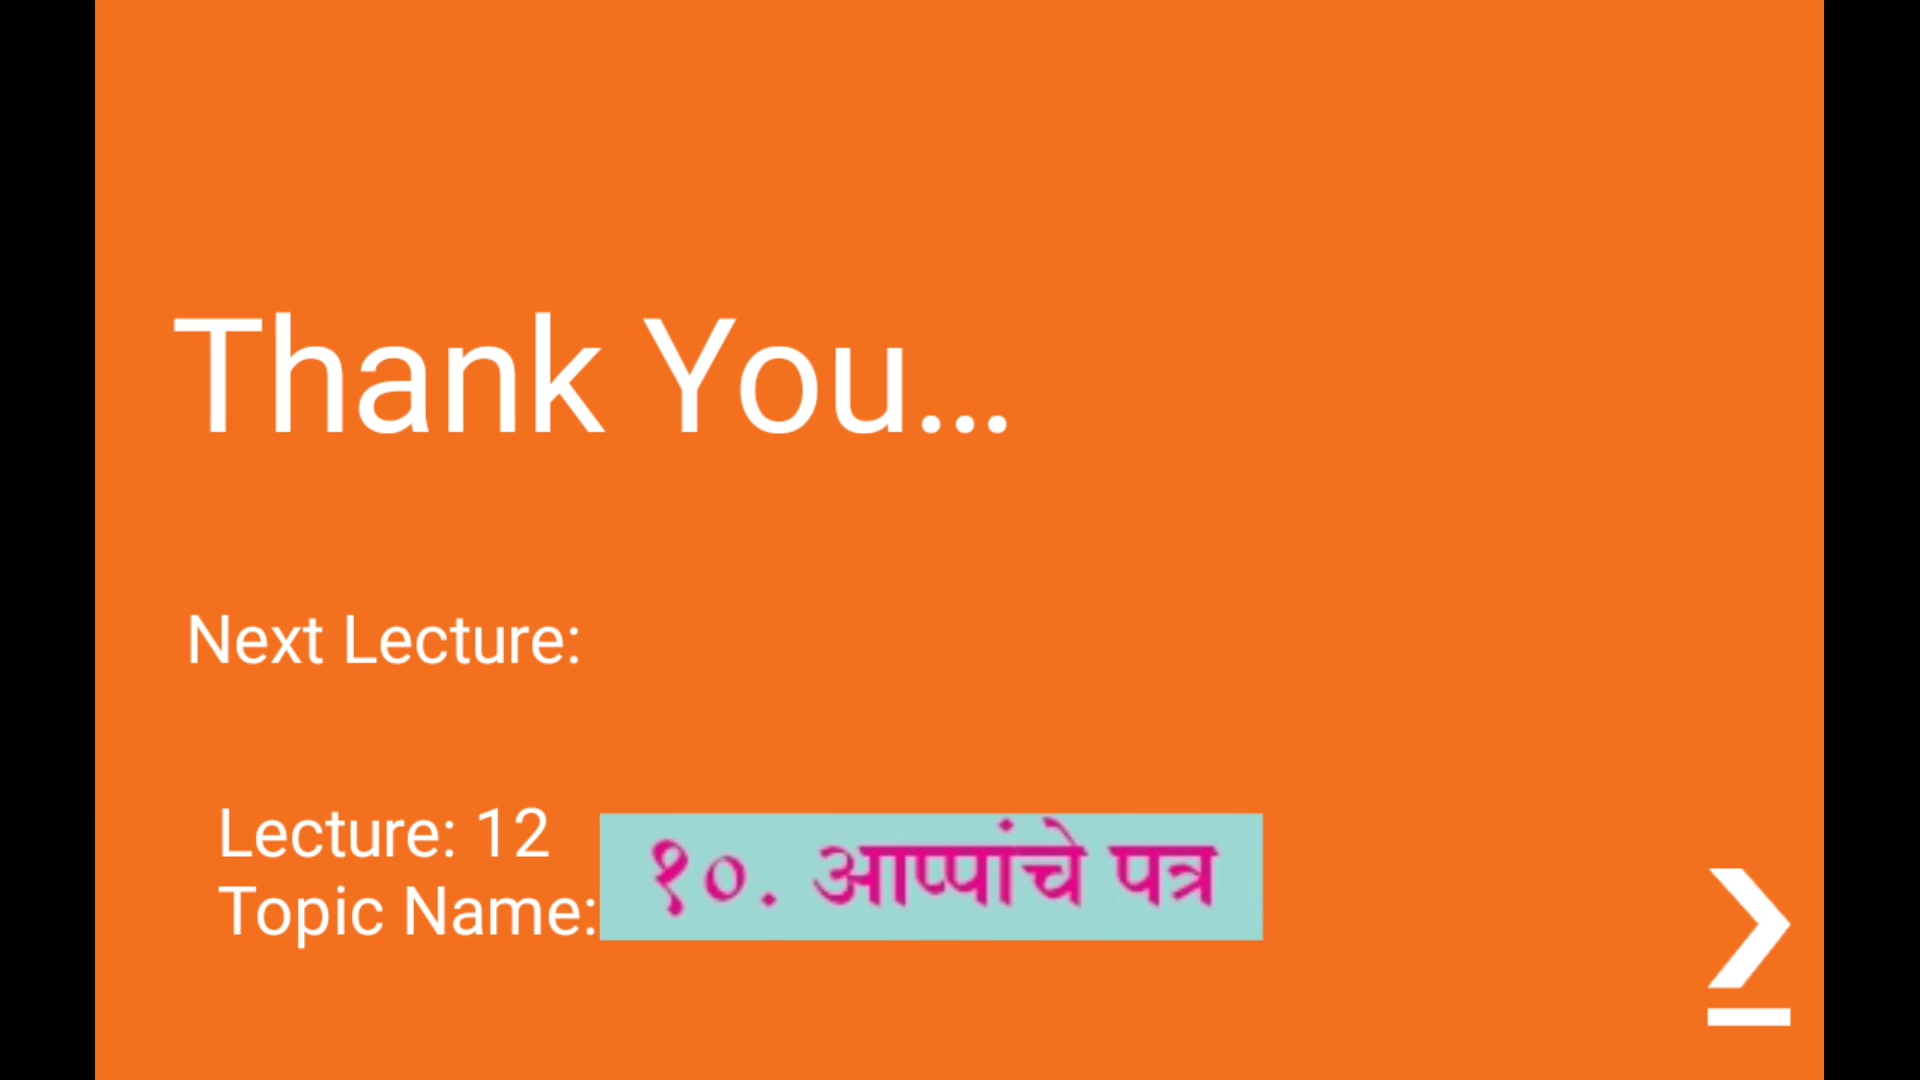 Thank You...
Next Lecture:
Lecture: 12
Topic Name:
१०. आप्पांचे पत्र